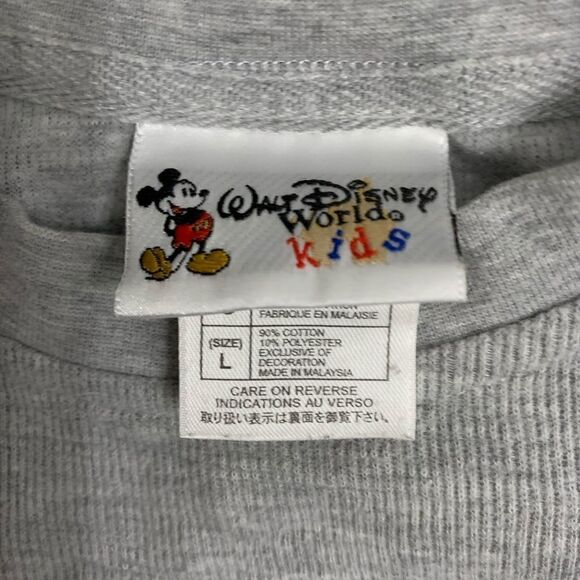 Walt Disney
World®
kids
FABRIQUE EN MALAISIE
(SIZE)
L
90% COTTON
10% POLYESTER
EXCLUSIVE OF
DECORATION
MADE IN MALAYSIA
CARE ON REVERSE
INDICATIONS AU VERSO
取り扱い表示は裏面を御覧下さい